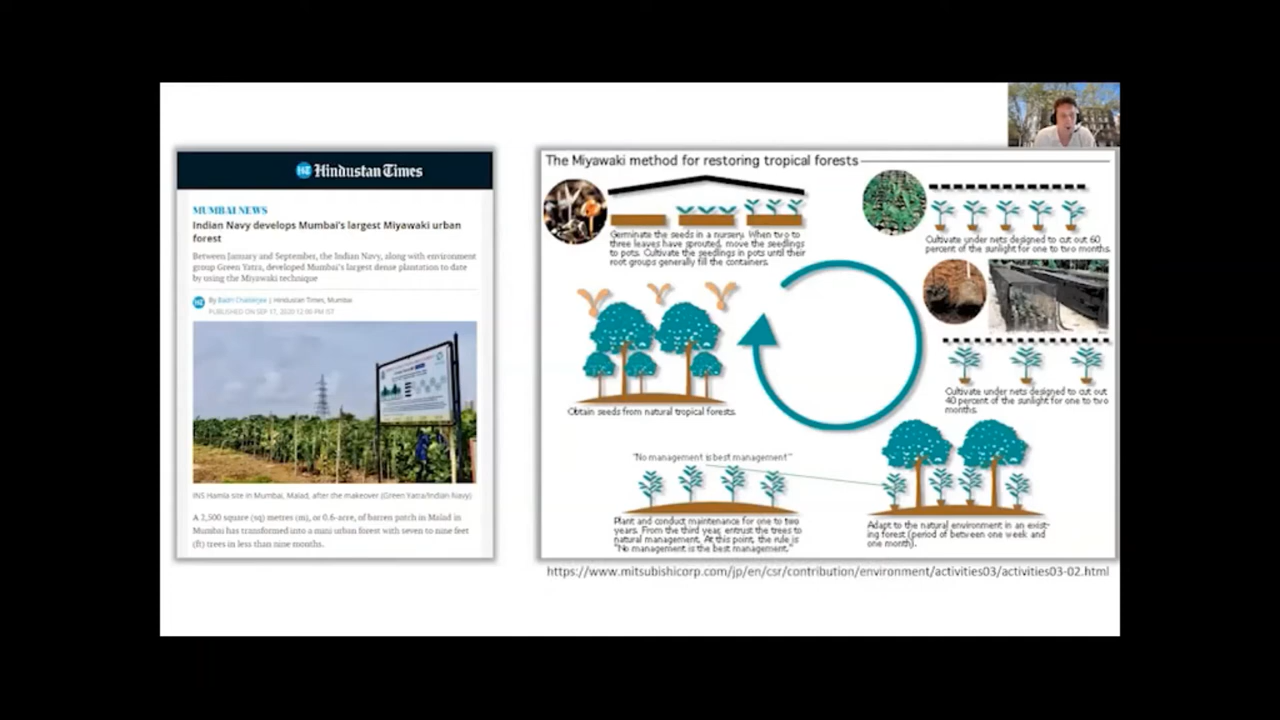 Hindustan Times
MUMBAI NEWS
Indian Navy develops Mumbai's largest Miyawaki urban
forest
Between January and September, the Indian Navy, along with environment
group Green Yatra, developed Mumbai's largest dense plantation to date
by using the Miyawaki technique
By Badri Chatterjee | Hindustan Times, Mumbai
PUBLISHED ON SEP 17, 2020 12:00 PM IST
INS Hamla site in Mumbai, Malad, after the makeover (Green Yatra/Indian Navy)
A 2,500 square (sq) metres (m), or 0.6-acre, of barren patch in Malad in
Mumbai has transformed into a mini urban forest with seven to nine feet
(ft) trees in less than nine months.
The Miyawaki method for restoring tropical forests
Germinate the seeds in a nursery. When two to
three leaves have sprouted, move the seedlings
to pots. Cultivate the seedlings in pots until their
root groups generally fill the containers.
Cultivate under nets designed to cut out 60
percent of the sunlight for one to two months.
Cultivate under nets designed to cut out
40 percent of the sunlight for one to two
months.
Obtain seeds from natural tropical forests.
"No management is best management"
Plant and conduct maintenance for one to two
years. From the third year, entrust the trees to
natural management. At this point, the rule is
"No management is the best management."
Adapt to the natural environment in an exist-
ing forest (period of between one week and
one month).
https://www.mitsubishicorp.com/jp/en/csr/contribution/environment/activities03/activities03-02.html